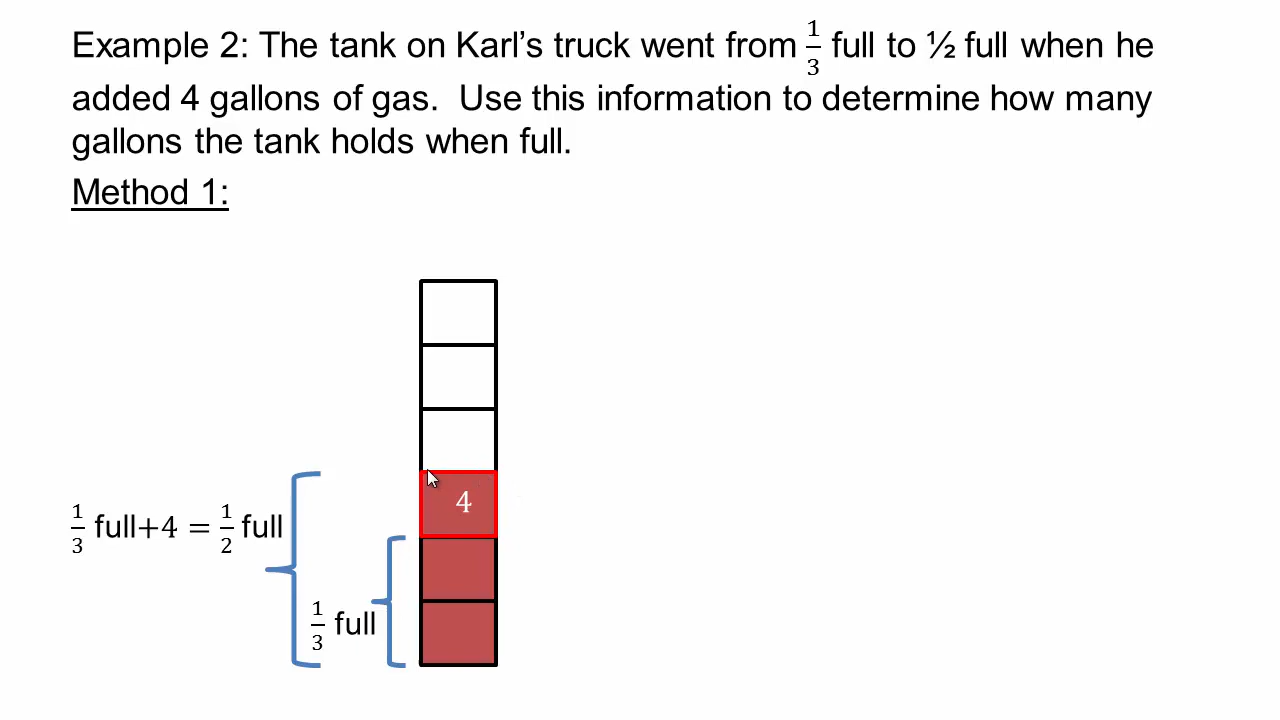 Example 2: The tank on Karl’s truck went from 1/3 full to ½ full when he
added 4 gallons of gas.  Use this information to determine how many
gallons the tank holds when full.
Method 1:
4
1/3 full+4 = 1/2 full
1/3 full